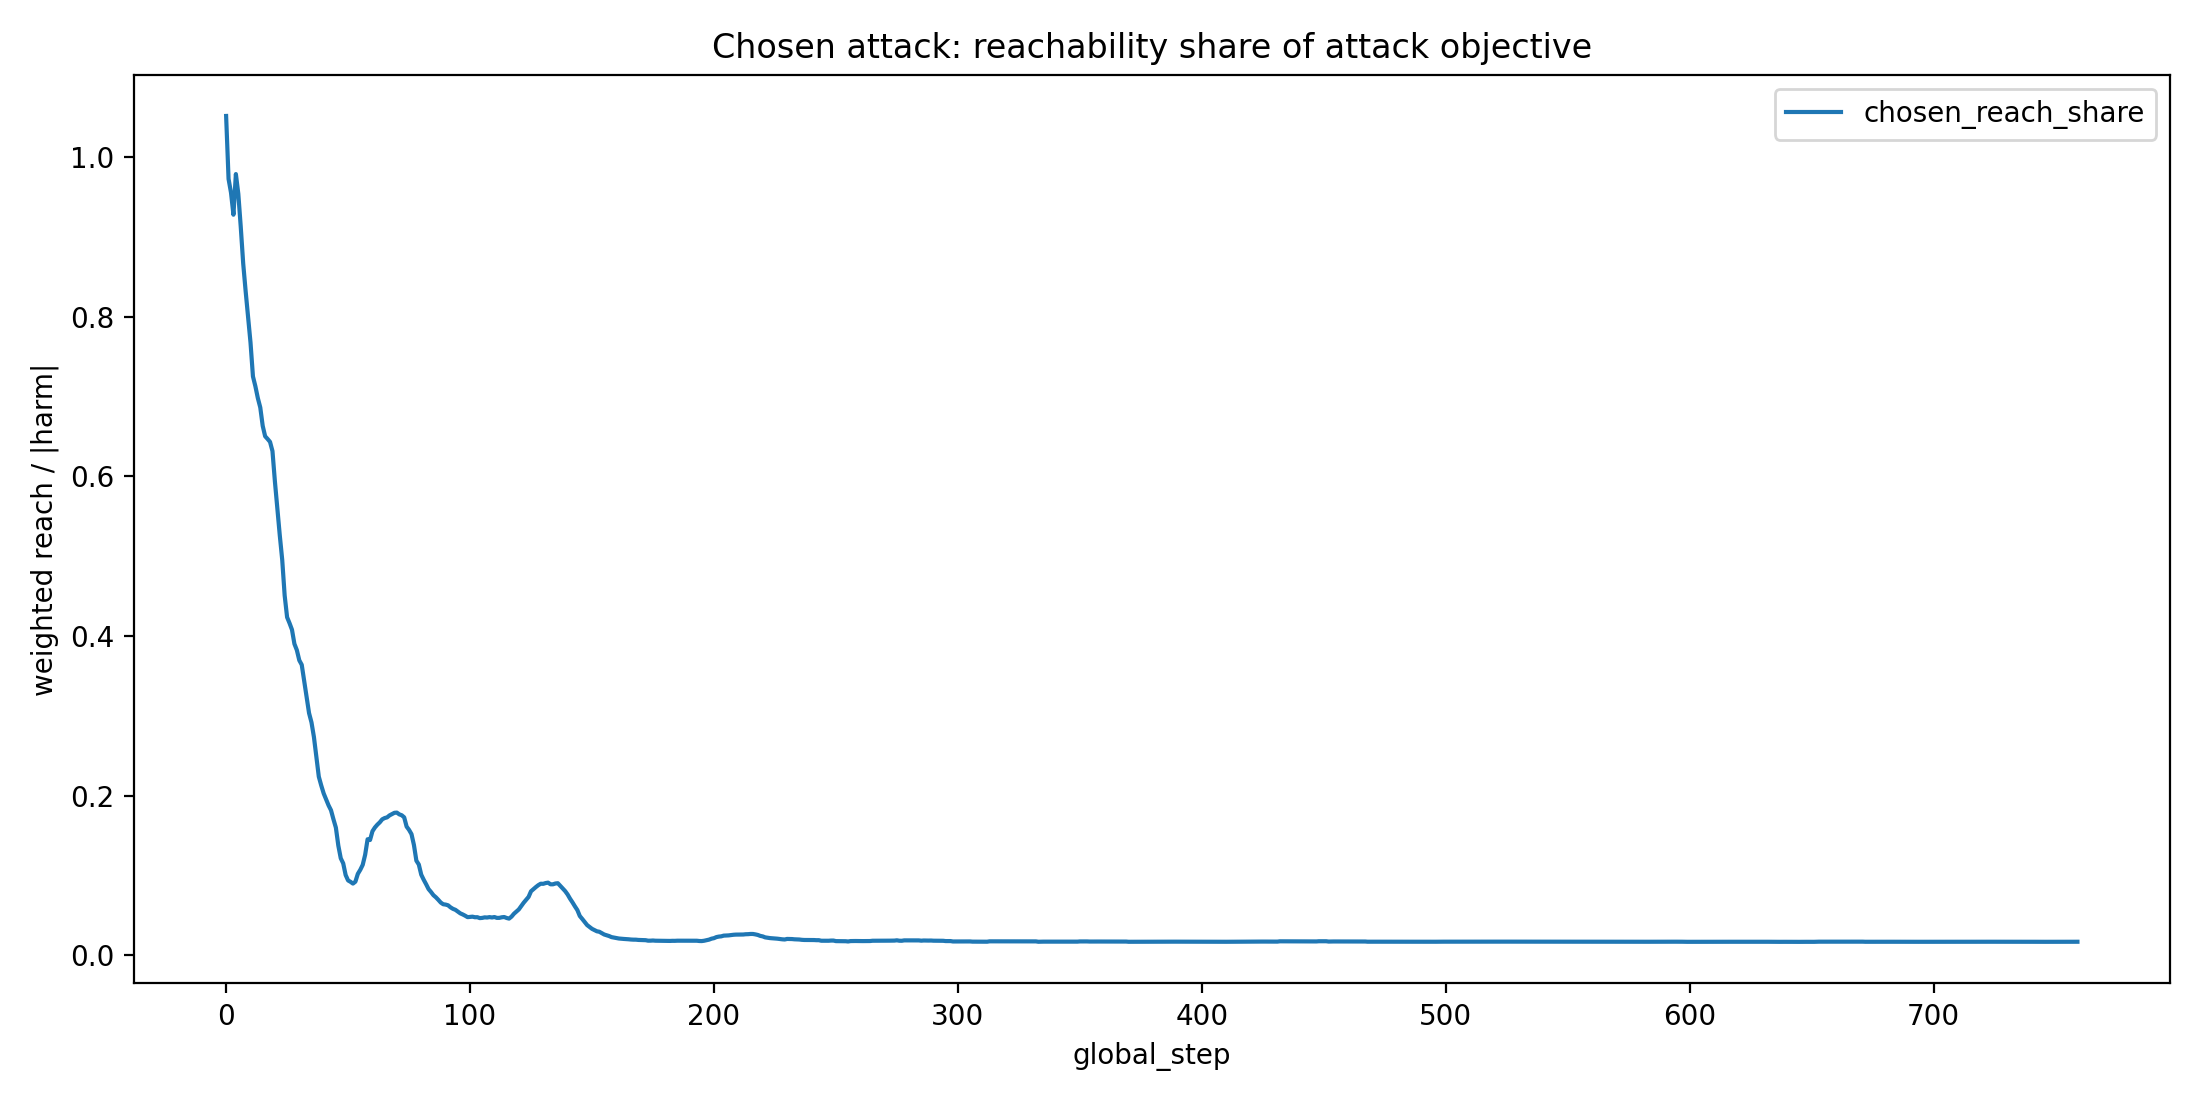 Chosen attack: reachability share of attack objective
chosen_reach_share
weighted reach / |harm|
1.0
0.8
0.6
0.4
0.2
0.0
0 100 200 300 400 500 600 700
global_step